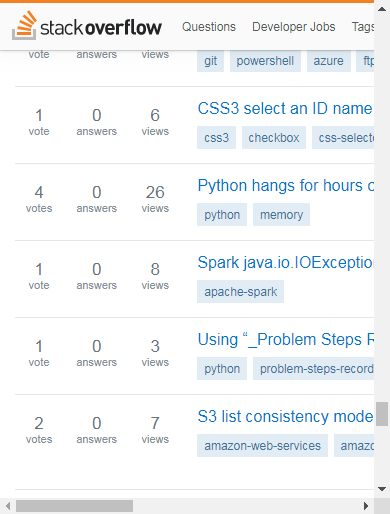 stackoverflow Questions Developer Jobs Tags
vote answers views git powershell azure ftp
1 0 6 CSS3 select an ID name
vote answers views css3 checkbox css-selecto
4 0 26 Python hangs for hours o
votes answers views python memory
1 0 8 Spark java.io.IOException
vote answers views apache-spark
1 0 3 Using “_Problem Steps R
vote answers views python problem-steps-record
2 0 7 S3 list consistency mode
votes answers views amazon-web-services amazo